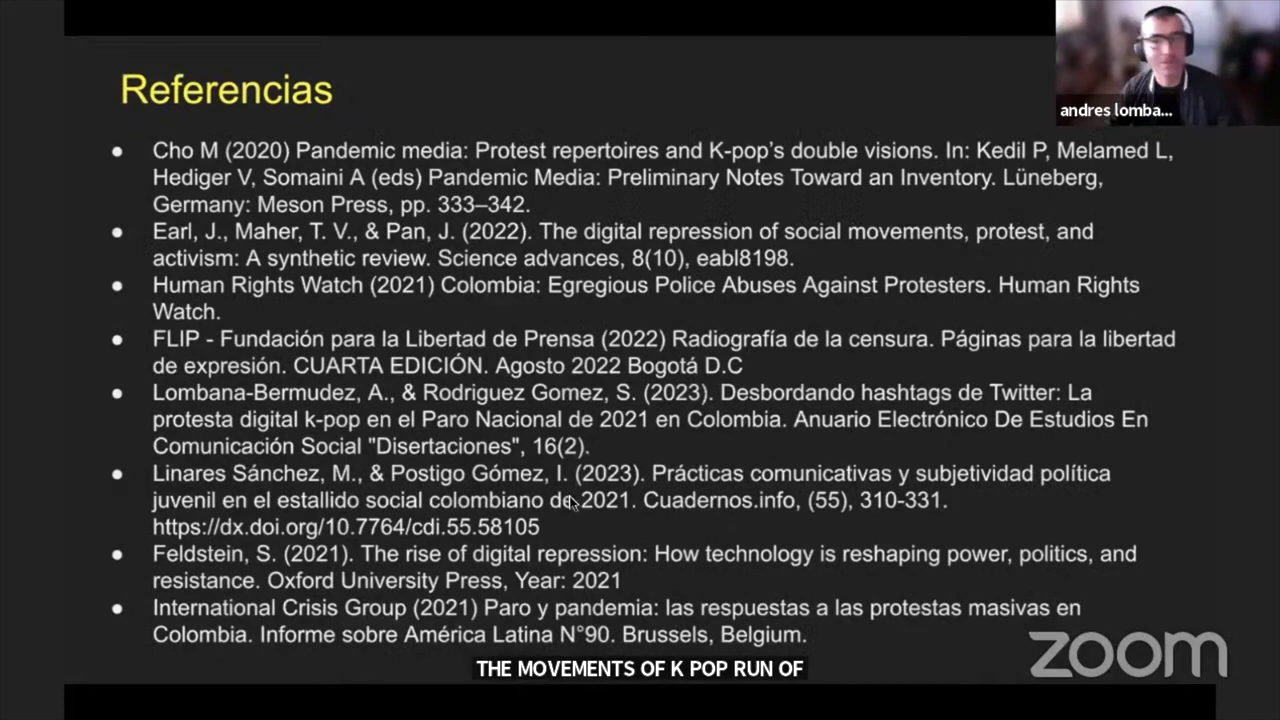 Referencias
andres lomba...
● Cho M (2020) Pandemic media: Protest repertoires and K-pop’s double visions. In: Kedil P, Melamed L,
Hediger V, Somaini A (eds) Pandemic Media: Preliminary Notes Toward an Inventory. Lüneberg,
Germany: Meson Press, pp. 333–342.
● Earl, J., Maher, T. V., & Pan, J. (2022). The digital repression of social movements, protest, and
activism: A synthetic review. Science advances, 8(10), eabl8198.
● Human Rights Watch (2021) Colombia: Egregious Police Abuses Against Protesters. Human Rights
Watch.
● FLIP - Fundación para la Libertad de Prensa (2022) Radiografía de la censura. Páginas para la libertad
de expresión. CUARTA EDICIÓN. Agosto 2022 Bogotá D.C
● Lombana-Bermudez, A., & Rodriguez Gomez, S. (2023). Desbordando hashtags de Twitter: La
protesta digital k-pop en el Paro Nacional de 2021 en Colombia. Anuario Electrónico De Estudios En
Comunicación Social "Disertaciones", 16(2).
● Linares Sánchez, M., & Postigo Gómez, I. (2023). Prácticas comunicativas y subjetividad política
juvenil en el estallido social colombiano de 2021. Cuadernos.info, (55), 310-331.
https://dx.doi.org/10.7764/cdi.55.58105
● Feldstein, S. (2021). The rise of digital repression: How technology is reshaping power, politics, and
resistance. Oxford University Press, Year: 2021
● International Crisis Group (2021) Paro y pandemia: las respuestas a las protestas masivas en
Colombia. Informe sobre América Latina N°90. Brussels, Belgium.
zoom
THE MOVEMENTS OF K POP RUN OF